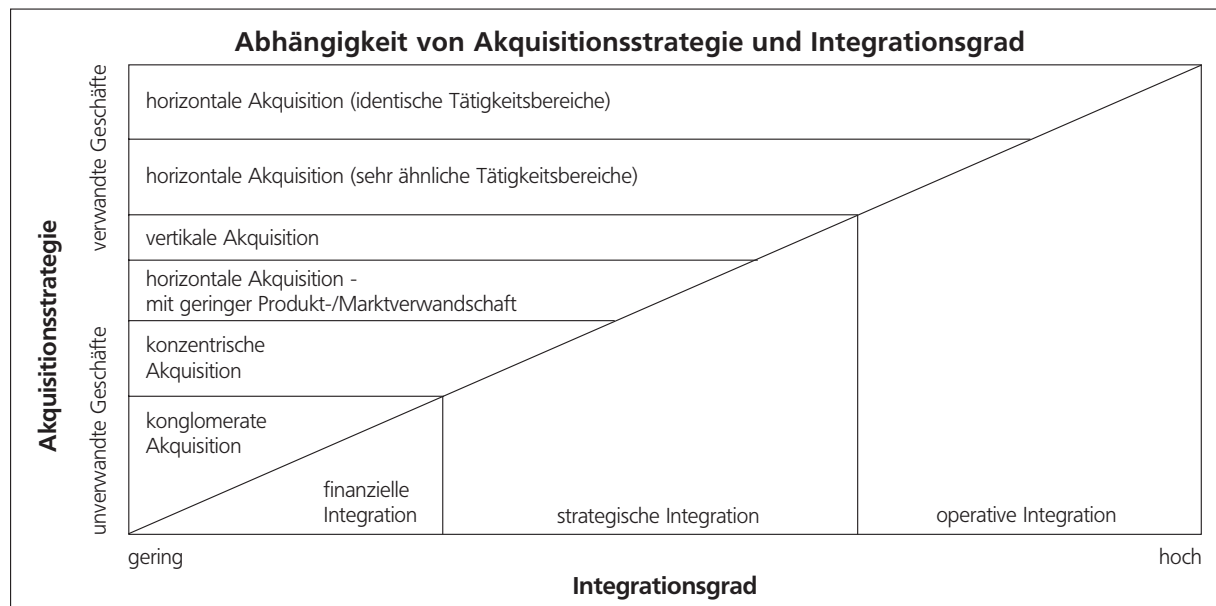 Abhängigkeit von Akquisitionsstrategie und Integrationsgrad
Akquisitionsstrategie
verwandte Geschäfte
unverwandte Geschäfte
horizontale Akquisition (identische Tätigkeitsbereiche)
horizontale Akquisition (sehr ähnliche Tätigkeitsbereiche)
vertikale Akquisition
horizontale Akquisition -
mit geringer Produkt-/Marktverwandschaft
konzentrische
Akquisition
konglomerate
Akquisition
finanzielle
Integration
strategische Integration
operative Integration
gering
hoch
Integrationsgrad